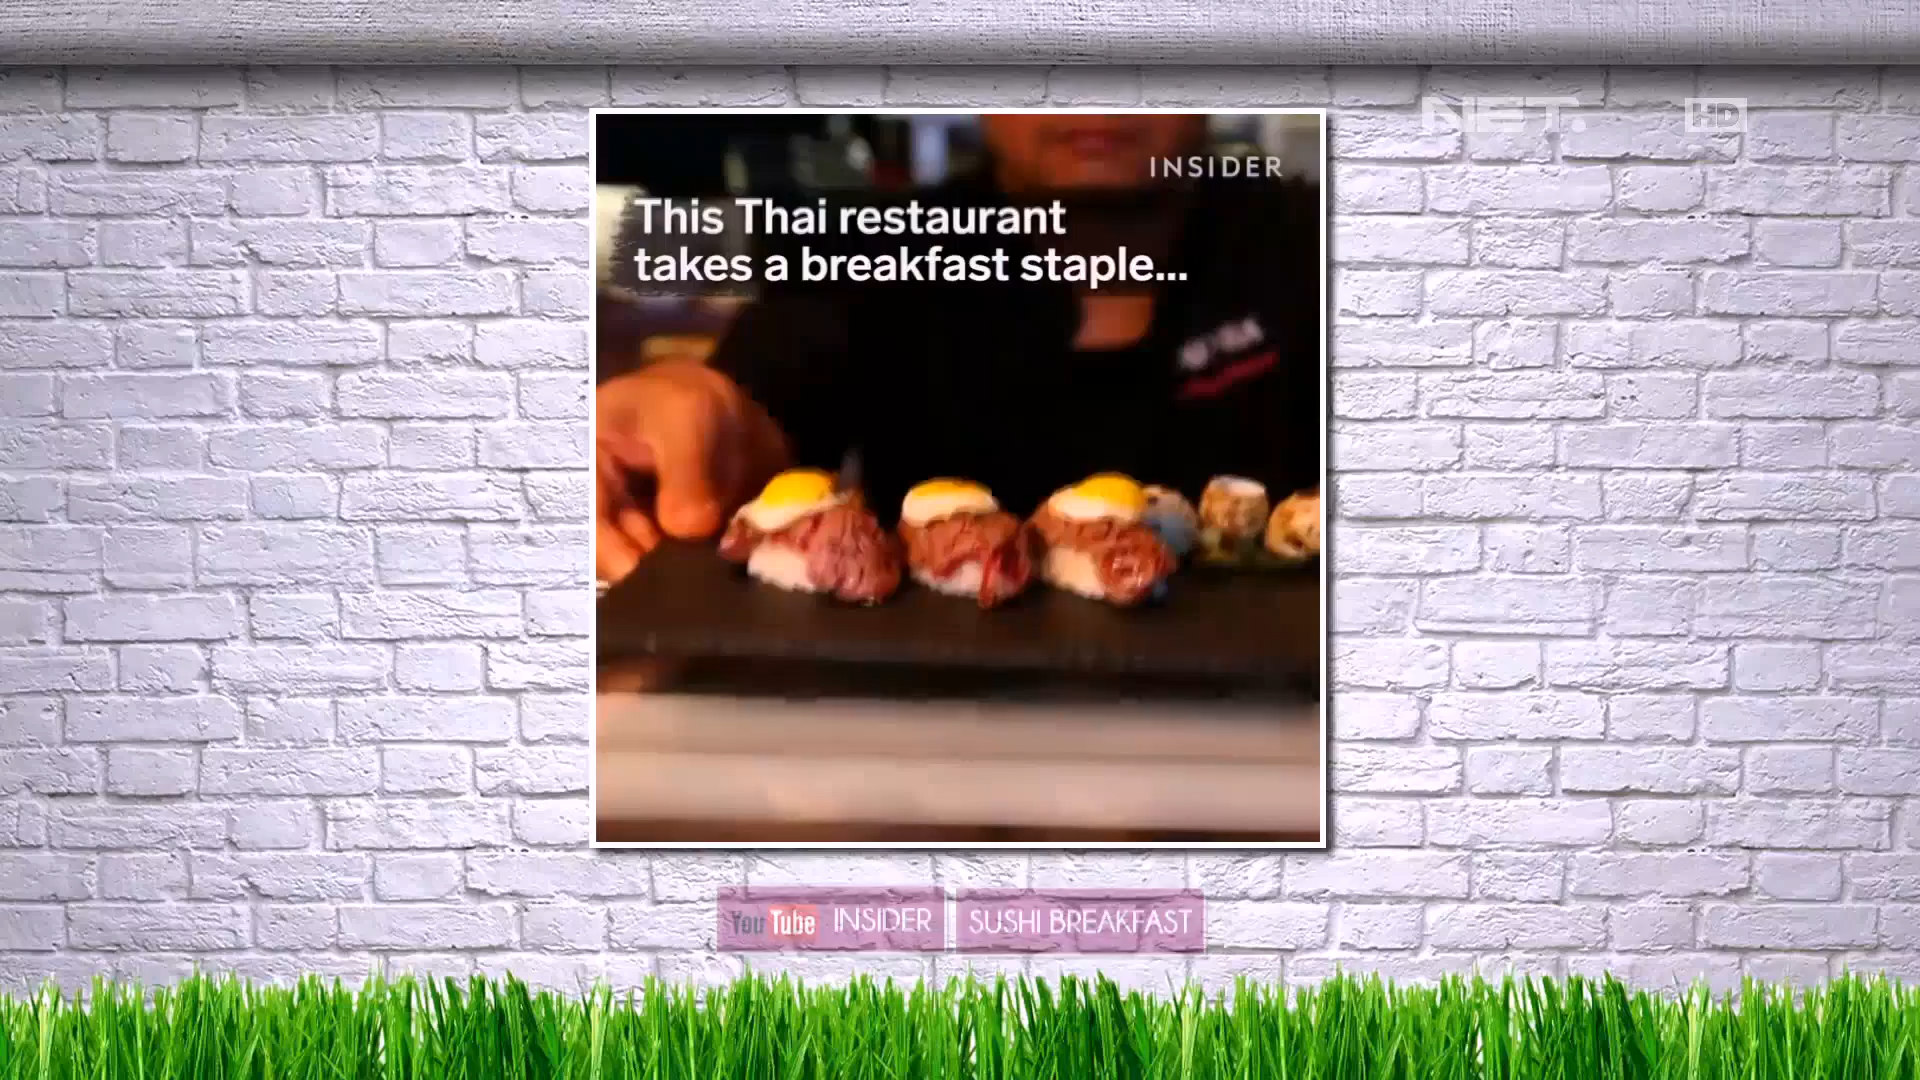 NET. HD
INSIDER
This Thai restaurant
takes a breakfast staple...
YouTube INSIDER SUSHI BREAKFAST